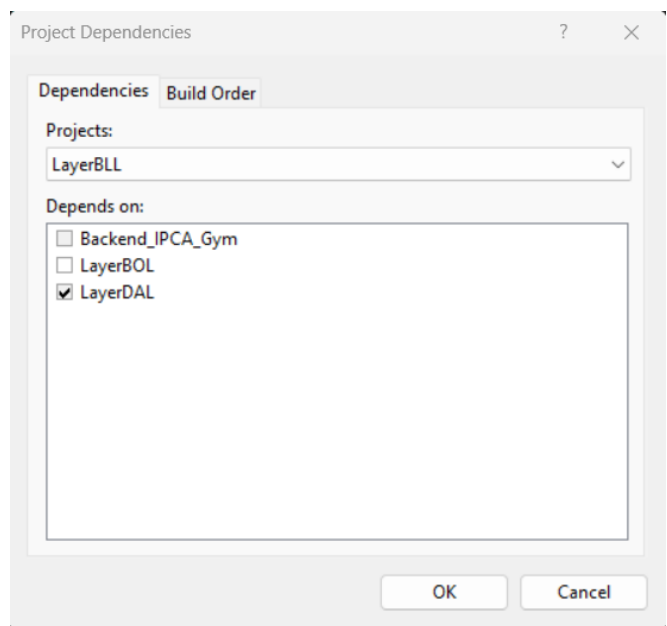 Project Dependencies ?
Dependencies Build Order
Projects:
LayerBLL
Depends on:
Backend_IPCA_Gym
LayerBOL
LayerDAL
OK Cancel